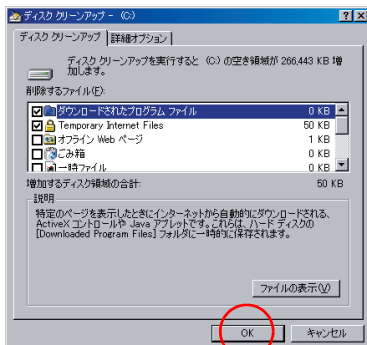 ディスク クリーンアップ - (C:)
ディスク クリーンアップ 詳細オプション
ディスク クリーンアップを実行すると (C:) の空き領域が 266,443 KB 増
加します。
削除するファイル(F):
ダウンロードされたプログラム ファイル 0 KB
Temporary Internet Files 50 KB
オフライン Web ページ 1 KB
ごみ箱 0 KB
一時ファイル 0 KB
増加するディスク領域の合計: 50 KB
説明
特定のページを表示したときにインターネットから自動的にダウンロードされる、
ActiveX コントロールや Java アプレットです。これらは、ハード ディスクの
[Downloaded Program Files] フォルダに一時的に保存されます。
ファイルの表示(V)
OK キャンセル